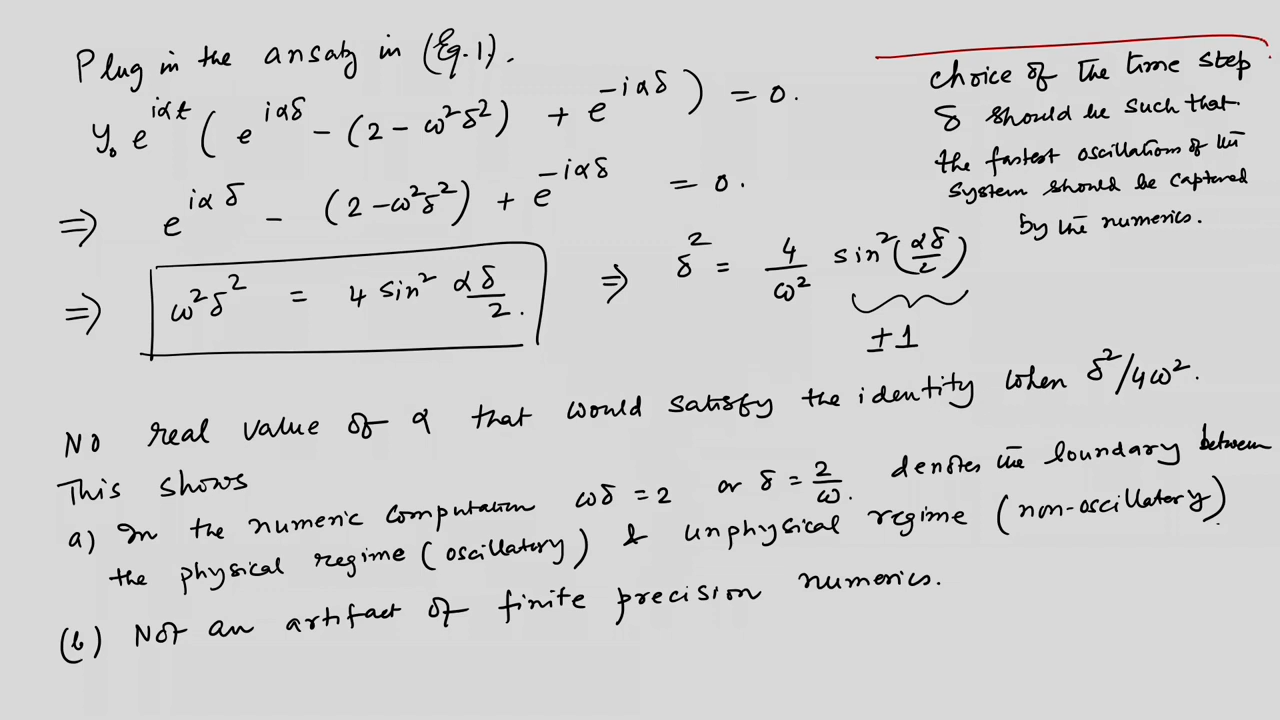 Plug in the ansatz in (Eq.1).
y₀ e^{iαt} ( e^{iαδ} - (2 - ω²δ²) + e^{-iαδ} ) = 0.
⇒ e^{iαδ} - (2 - ω²δ²) + e^{-iαδ} = 0.
⇒ ω²δ² = 4 sin² αδ/2. ⇒ δ² = 4/ω² sin² (αδ/2)
±1
choice of the time step
δ should be such that
the fastest oscillations of the
system should be captured
by the numerics.
No real value of α that would satisfy the identity when δ²/4ω².
This shows
a) In the numeric computation ωδ = 2 or δ = 2/ω. denotes the boundary between
the physical regime (oscillatory) & unphysical regime (non-oscillatory)
(b) Not an artifact of finite precision numerics.